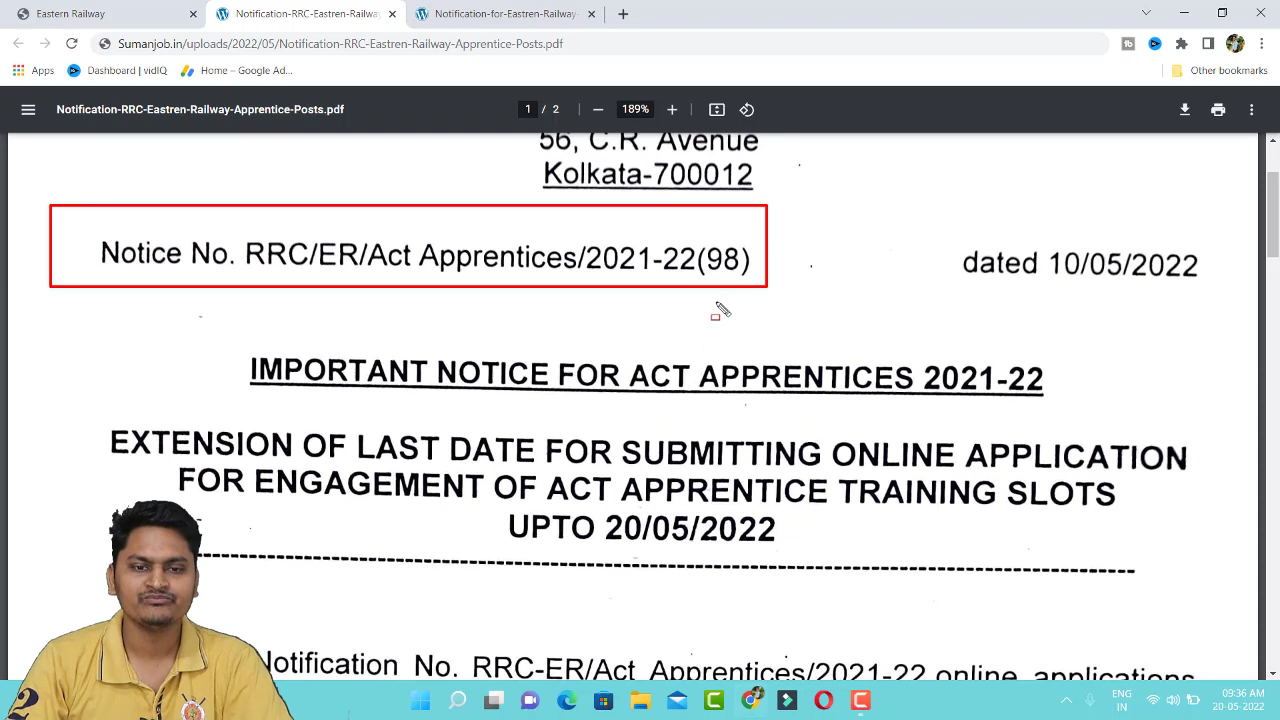 Eastern Railway
Notification-RRC-Eastren-Railway-
Notification-for-Eastren-Railway-
Sumanjob.in/uploads/2022/05/Notification-RRC-Eastren-Railway-Apprentice-Posts.pdf
Apps
Dashboard | vidIQ
Home – Google Ad...
Other bookmarks
Notification-RRC-Eastren-Railway-Apprentice-Posts.pdf
1 / 2
189%
56, C.R. Avenue
Kolkata-700012
Notice No. RRC/ER/Act Apprentices/2021-22(98) dated 10/05/2022
IMPORTANT NOTICE FOR ACT APPRENTICES 2021-22
EXTENSION OF LAST DATE FOR SUBMITTING ONLINE APPLICATION
FOR ENGAGEMENT OF ACT APPRENTICE TRAINING SLOTS
UPTO 20/05/2022
Notification No. RRC-ER/Act Apprentices/2021-22 online applications
ENG
IN
09:36 AM
20-05-2022